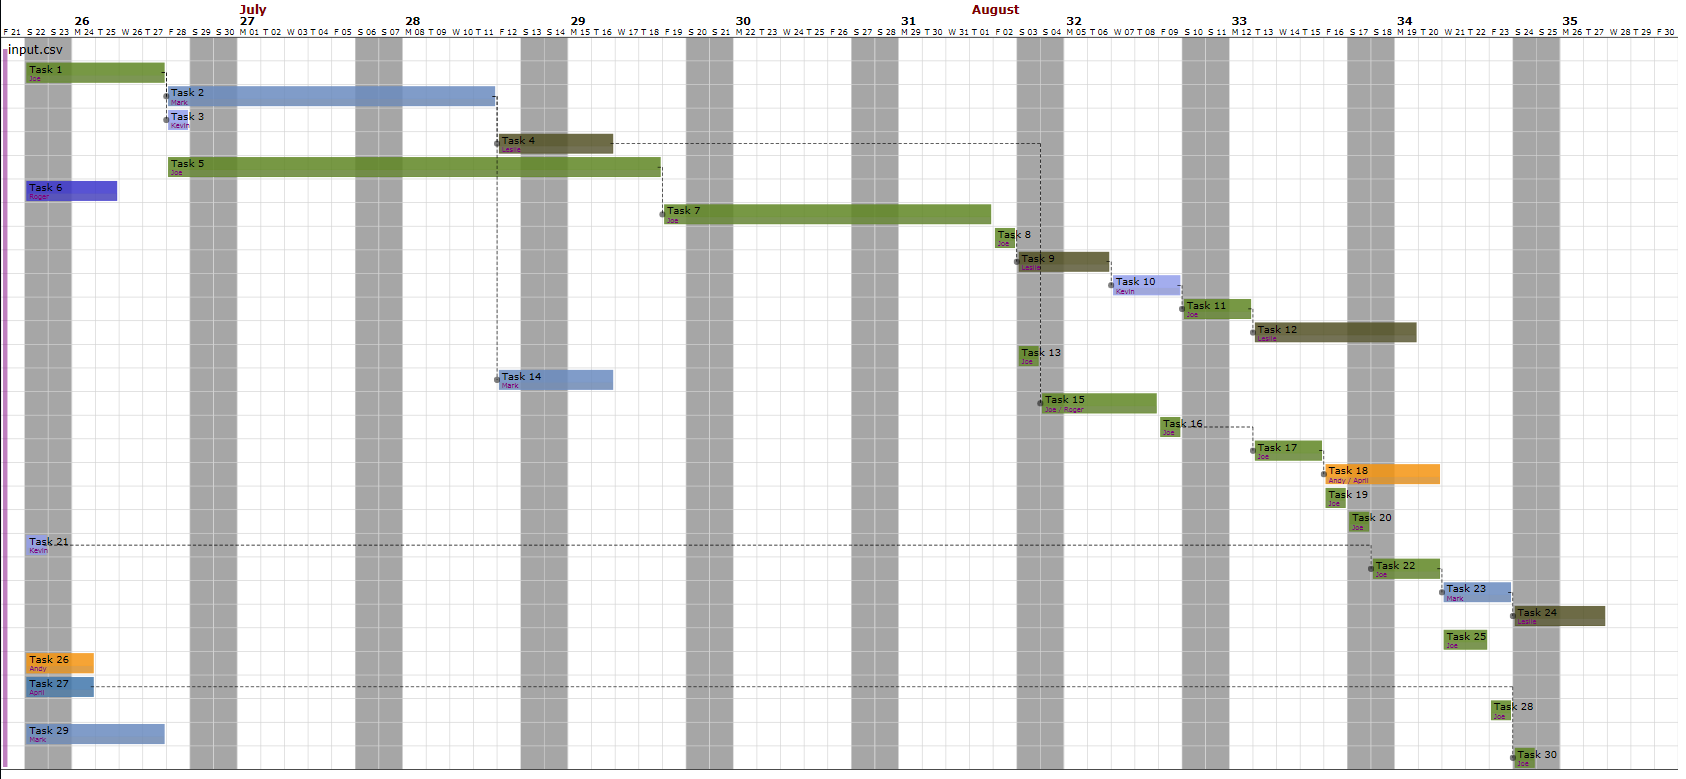 July August
26 27 28 29 30 31 32 33 34 35
F 21 S 22 S 23 M 24 T 25 W 26 T 27 F 28 S 29 S 30 M 01 T 02 W 03 T 04 F 05 S 06 S 07 M 08 T 09 W 10 T 11 F 12 S 13 S 14 M 15 T 16 W 17 T 18 F 19 S 20 S 21 M 22 T 23 W 24 T 25 F 26 S 27 S 28 M 29 T 30 W 31 T 01 F 02 S 03 S 04 M 05 T 06 W 07 T 08 F 09 S 10 S 11 M 12 T 13 W 14 T 15 F 16 S 17 S 18 M 19 T 20 W 21 T 22 F 23 S 24 S 25 M 26 T 27 W 28 T 29 F 30
input.csv
Task 1
Joe
Task 2
Mark
Task 3
Kevin
Task 4
Leslie
Task 5
Joe
Task 6
Roger
Task 7
Joe
Task 8
Joe
Task 9
Leslie
Task 10
Kevin
Task 11
Joe
Task 12
Leslie
Task 13
Joe
Task 14
Mark
Task 15
Joe / Roger
Task 16
Joe
Task 17
Joe
Task 18
Andy / April
Task 19
Joe
Task 20
Joe
Task 21
Kevin
Task 22
Joe
Task 23
Mark
Task 24
Leslie
Task 25
Joe
Task 26
Andy
Task 27
April
Task 28
Joe
Task 29
Mark
Task 30
Joe